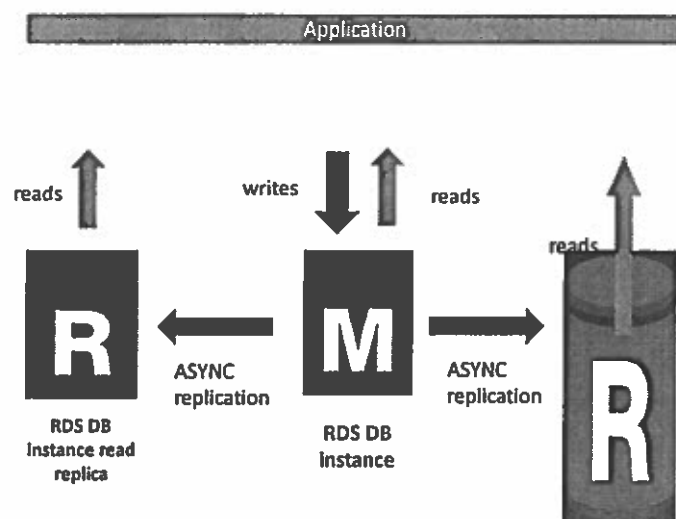 Application
reads
writes
reads
reads
R
M
R
ASYNC
replication
ASYNC
replication
RDS DB
instance read
replica
RDS DB
instance